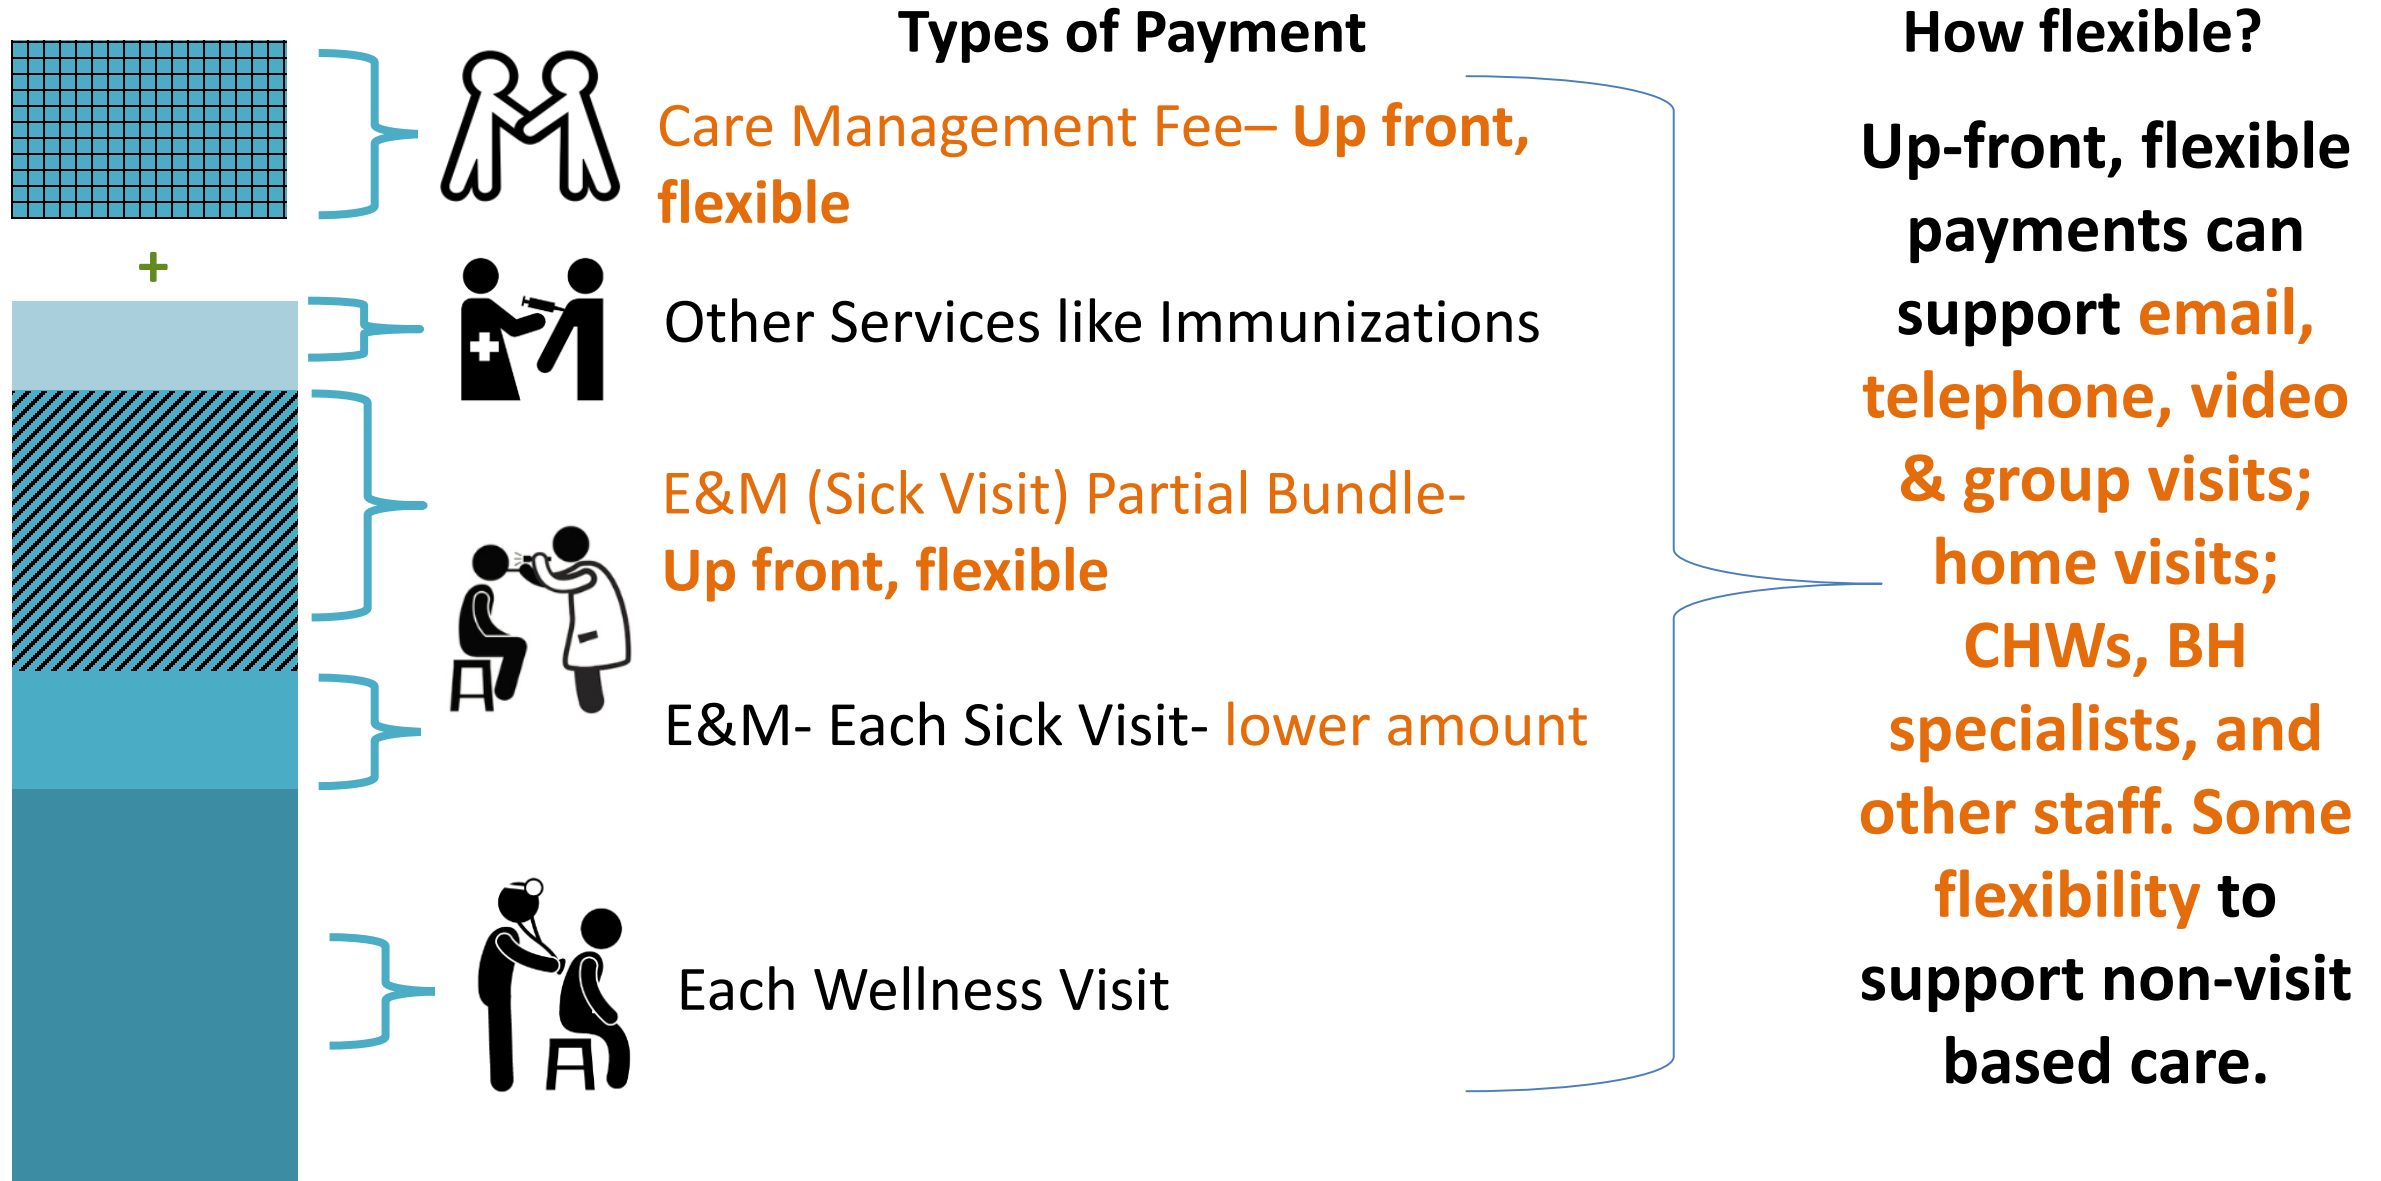 Types of Payment
Care Management Fee– Up front,
flexible
+
Other Services like Immunizations
E&M (Sick Visit) Partial Bundle-
Up front, flexible
E&M- Each Sick Visit- lower amount
Each Wellness Visit
How flexible?
Up-front, flexible
payments can
support email,
telephone, video
& group visits;
home visits;
CHWs, BH
specialists, and
other staff. Some
flexibility to
support non-visit
based care.